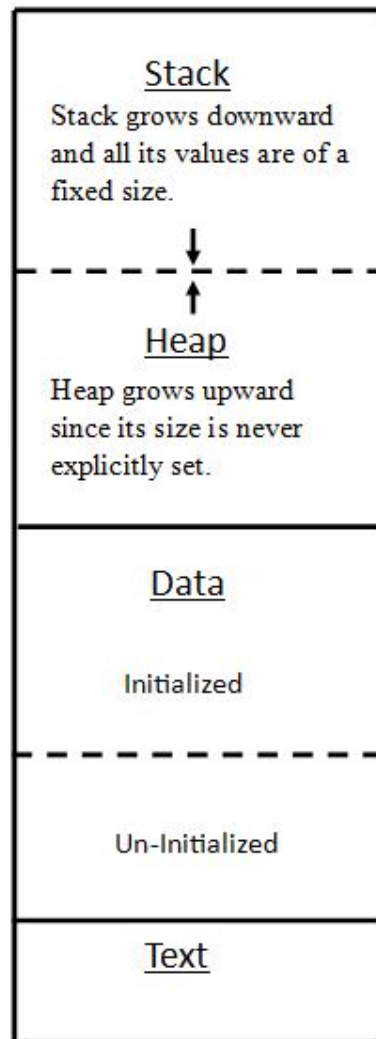 Stack
Stack grows downward
and all its values are of a
fixed size.
Heap
Heap grows upward
since its size is never
explicitly set.
Data
Initialized
Un-Initialized
Text